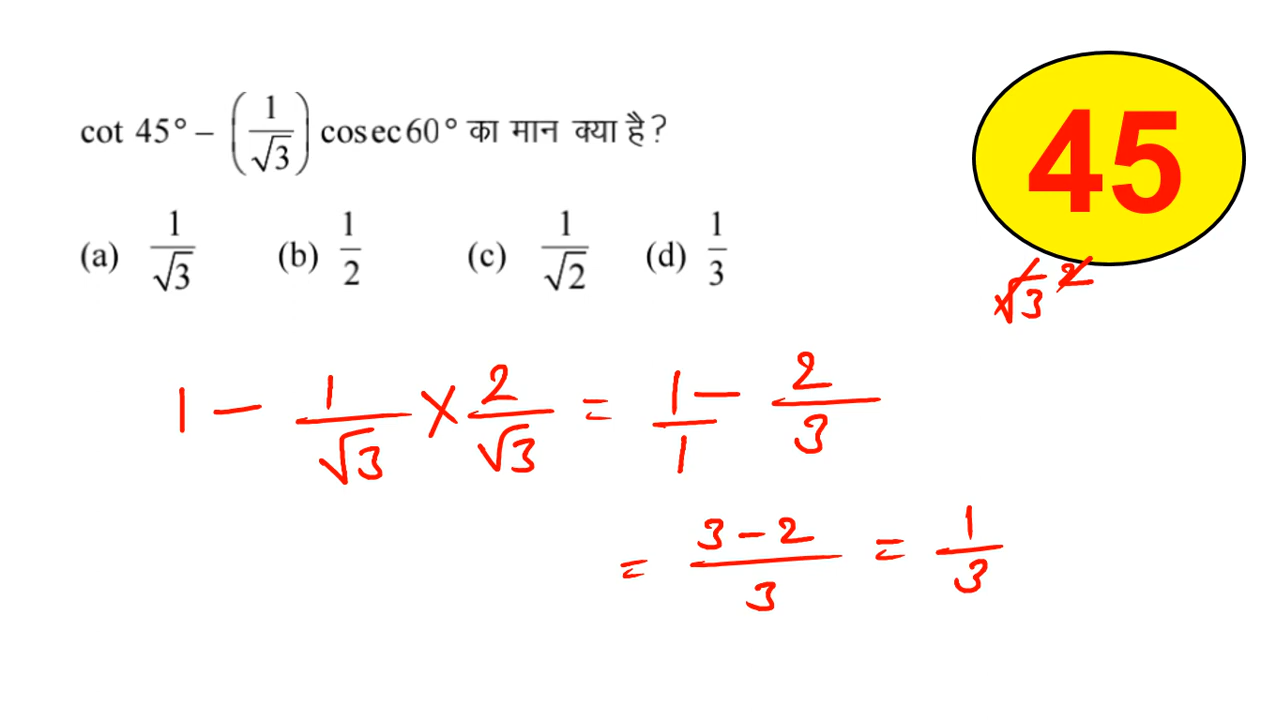 cot 45° – (1/√3) cosec 60° का मान क्या है?
45
(a) 1/√3 (b) 1/2 (c) 1/√2 (d) 1/3
√3 2
1 – 1/√3 × 2/√3 = 1/1 – 2/3
= 3–2/3 = 1/3